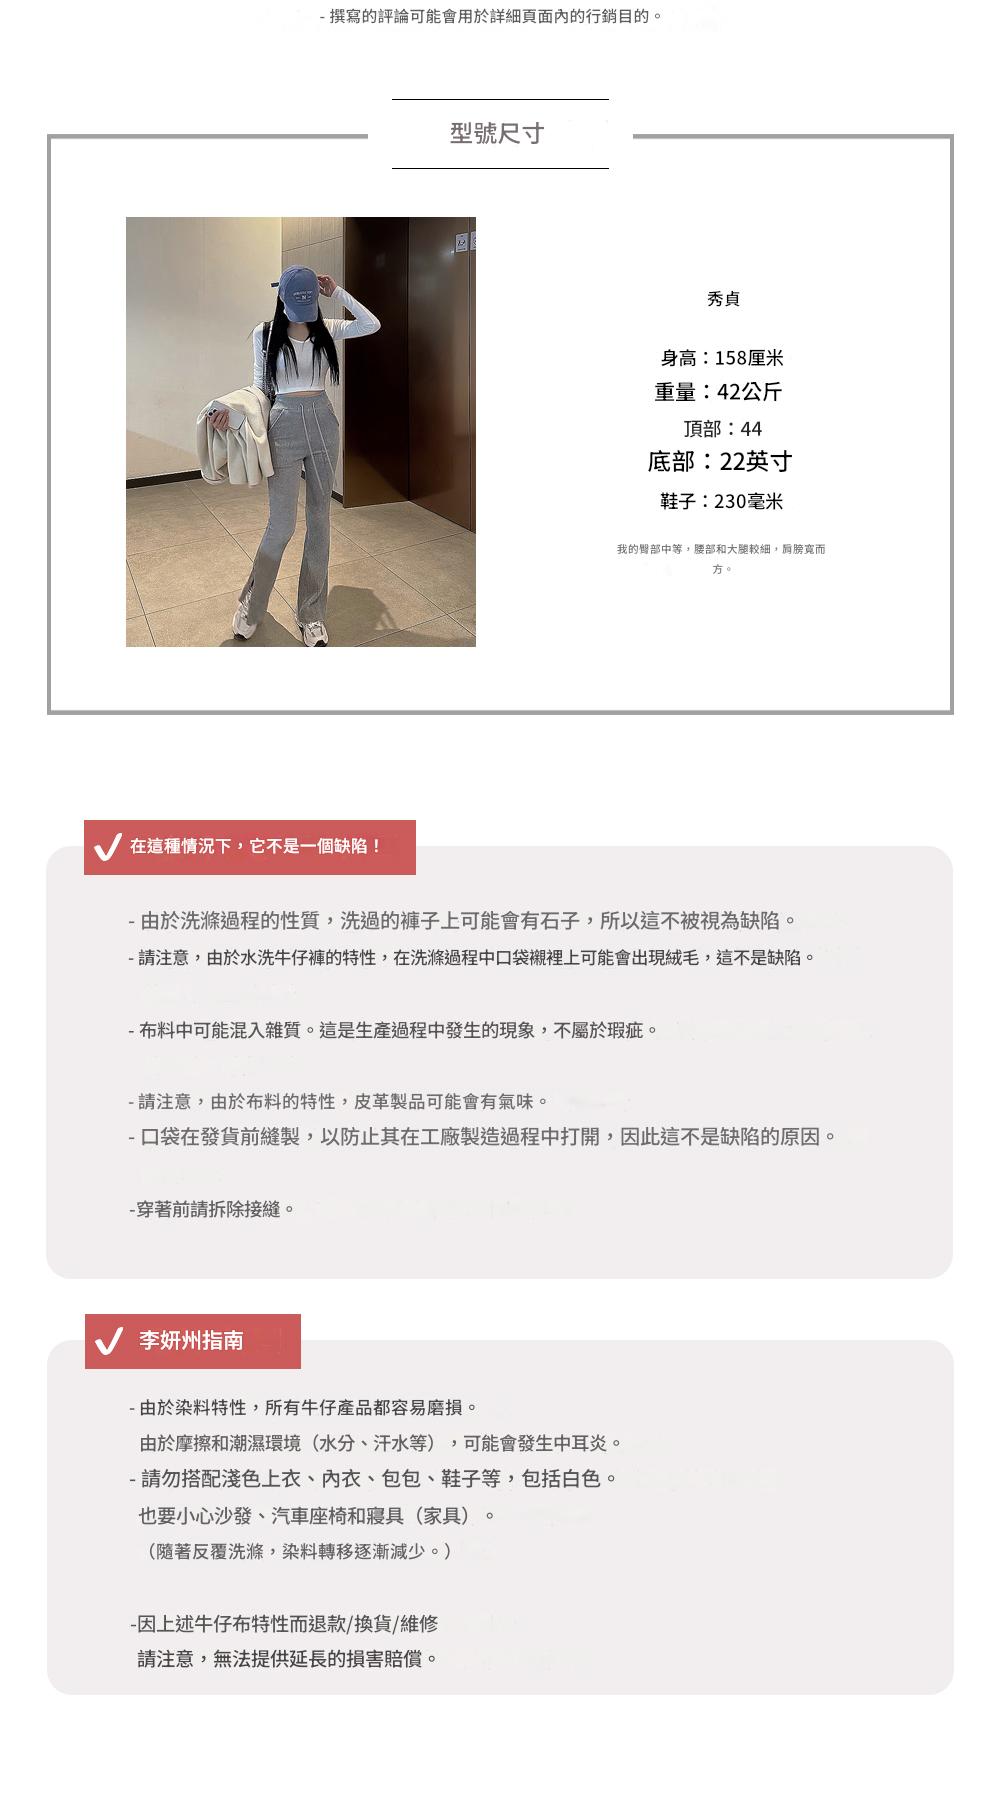 - 撰寫的評論可能會用於詳細頁面內的行銷目的。
型號尺寸
秀貞
身高：158厘米
重量：42公斤
頂部：44
底部：22英寸
鞋子：230毫米
我的臀部中等，腰部和大腿較細，肩膀寬而
方。
在這種情況下，它不是一個缺陷！
- 由於洗滌過程的性質，洗過的褲子上可能會有石子，所以這不被視為缺陷。
- 請注意，由於水洗牛仔褲的特性，在洗滌過程中口袋襯裡上可能會出現絨毛，這不是缺陷。
- 布料中可能混入雜質。這是生產過程中發生的現象，不屬於瑕疵。
- 請注意，由於布料的特性，皮革製品可能會有氣味。
- 口袋在發貨前縫製，以防止其在工廠製造過程中打開，因此這不是缺陷的原因。
-穿著前請拆除接縫。
李妍州指南
- 由於染料特性，所有牛仔產品都容易磨損。
由於摩擦和潮濕環境（水分、汗水等），可能會發生中耳炎。
- 請勿搭配淺色上衣、內衣、包包、鞋子等，包括白色。
也要小心沙發、汽車座椅和寢具（家具）。
（隨著反覆洗滌，染料轉移逐漸減少。）
-因上述牛仔布特性而退款/換貨/維修
請注意，無法提供延長的損害賠償。